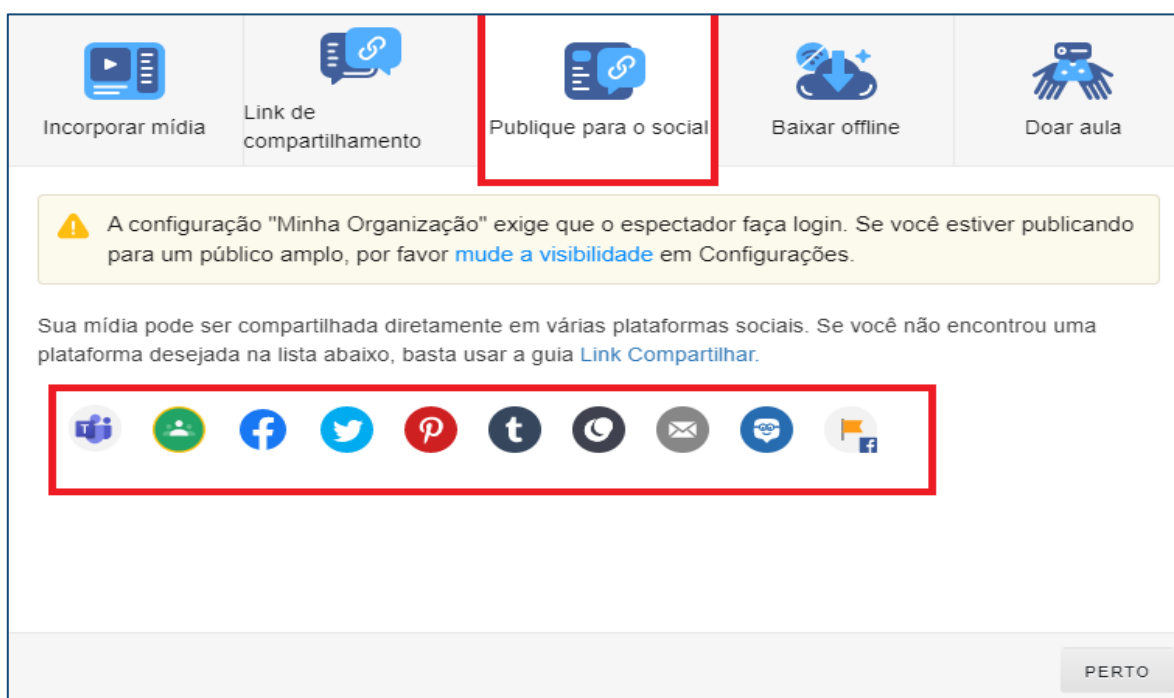 Incorporar mídia
Link de
compartilhamento
Publique para o social
Baixar offline
Doar aula
A configuração "Minha Organização" exige que o espectador faça login. Se você estiver publicando
para um público amplo, por favor mude a visibilidade em Configurações.
Sua mídia pode ser compartilhada diretamente em várias plataformas sociais. Se você não encontrou uma
plataforma desejada na lista abaixo, basta usar a guia Link Compartilhar.
PERTO